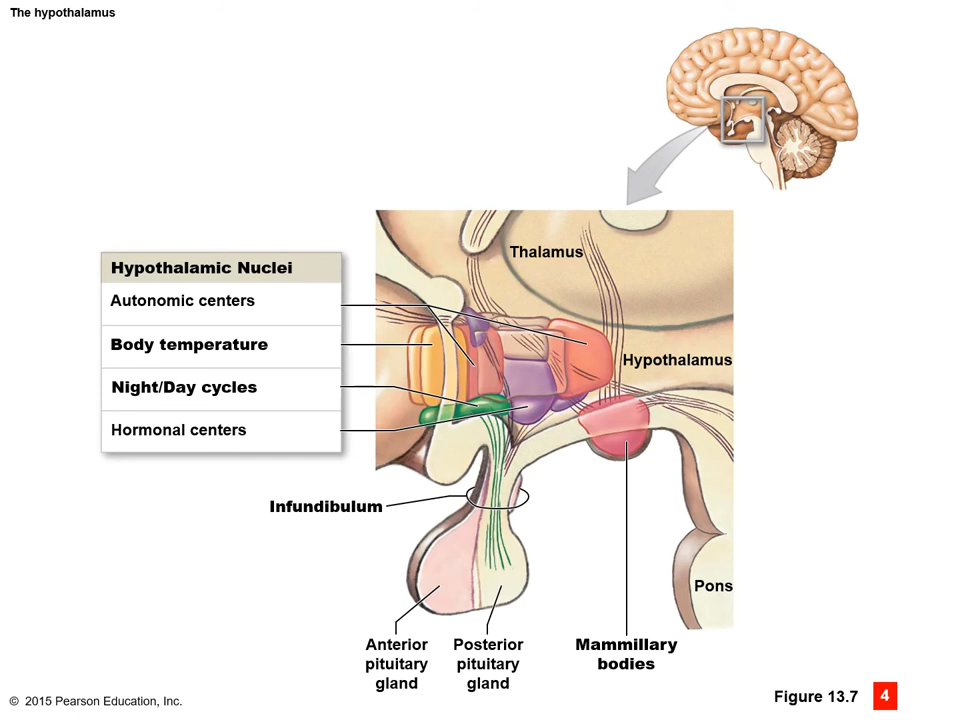 The hypothalamus
Thalamus
Hypothalamic Nuclei
Autonomic centers
Body temperature
Hypothalamus
Night/Day cycles
Hormonal centers
Infundibulum
Pons
Anterior
pituitary
gland
Posterior
pituitary
gland
Mammillary
bodies
© 2015 Pearson Education, Inc.
Figure 13.7
4